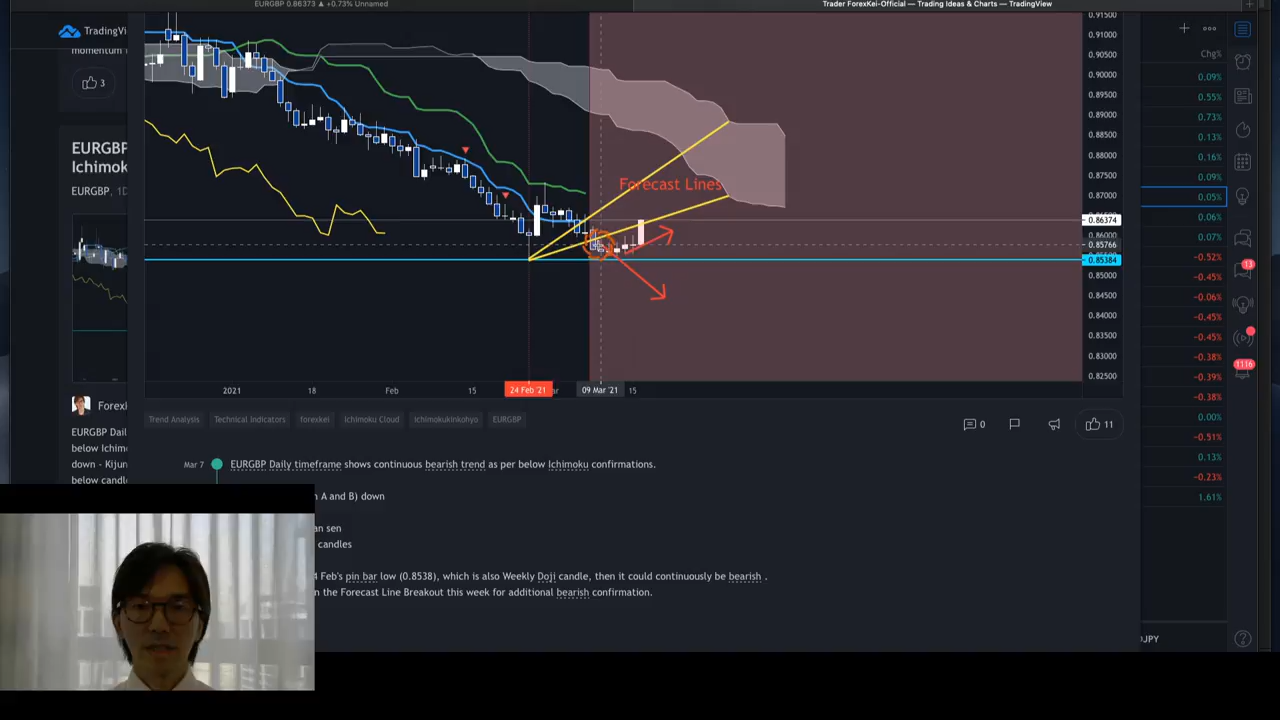 EURGBP 0.86373 ▲ +0.73% Unnamed
Trader ForexKei-Official — Trading Ideas & Charts — TradingView
TradingVi
momentum
3
EURGBP
Ichimok
EURGBP, 1D
Forexk
EURGBP Dail
below Ichim
down - Kijun
below candl
0.91500
0.91000
0.90500
0.90000
0.89500
0.89000
0.88500
0.88000
0.87500
0.87000
0.86374
0.86000
0.85766
0.85384
0.85000
0.84500
0.84000
0.83500
0.83000
0.82500
Forecast Lines
2021
18
Feb
15
24 Feb '21
ar
09 Mar '21
15
Trend Analysis
Technical Indicators
forexkei
Ichimoku Cloud
ichimokukinkohyo
EURGBP
0
11
Mar 7
EURGBP Daily timeframe shows continuous bearish trend as per below Ichimoku confirmations.
A and B) down
an sen
candles
4 Feb's pin bar low (0.8538), which is also Weekly Doji candle, then it could continuously be bearish .
n the Forecast Line Breakout this week for additional bearish confirmation.
Chg%
0.09%
0.55%
0.73%
0.13%
0.16%
0.09%
0.05%
0.06%
0.07%
−0.52%
−0.45%
−0.06%
−0.45%
−0.45%
−0.38%
−0.39%
−0.38%
0.00%
−0.51%
0.13%
−0.23%
1.61%
JPY
13
1116